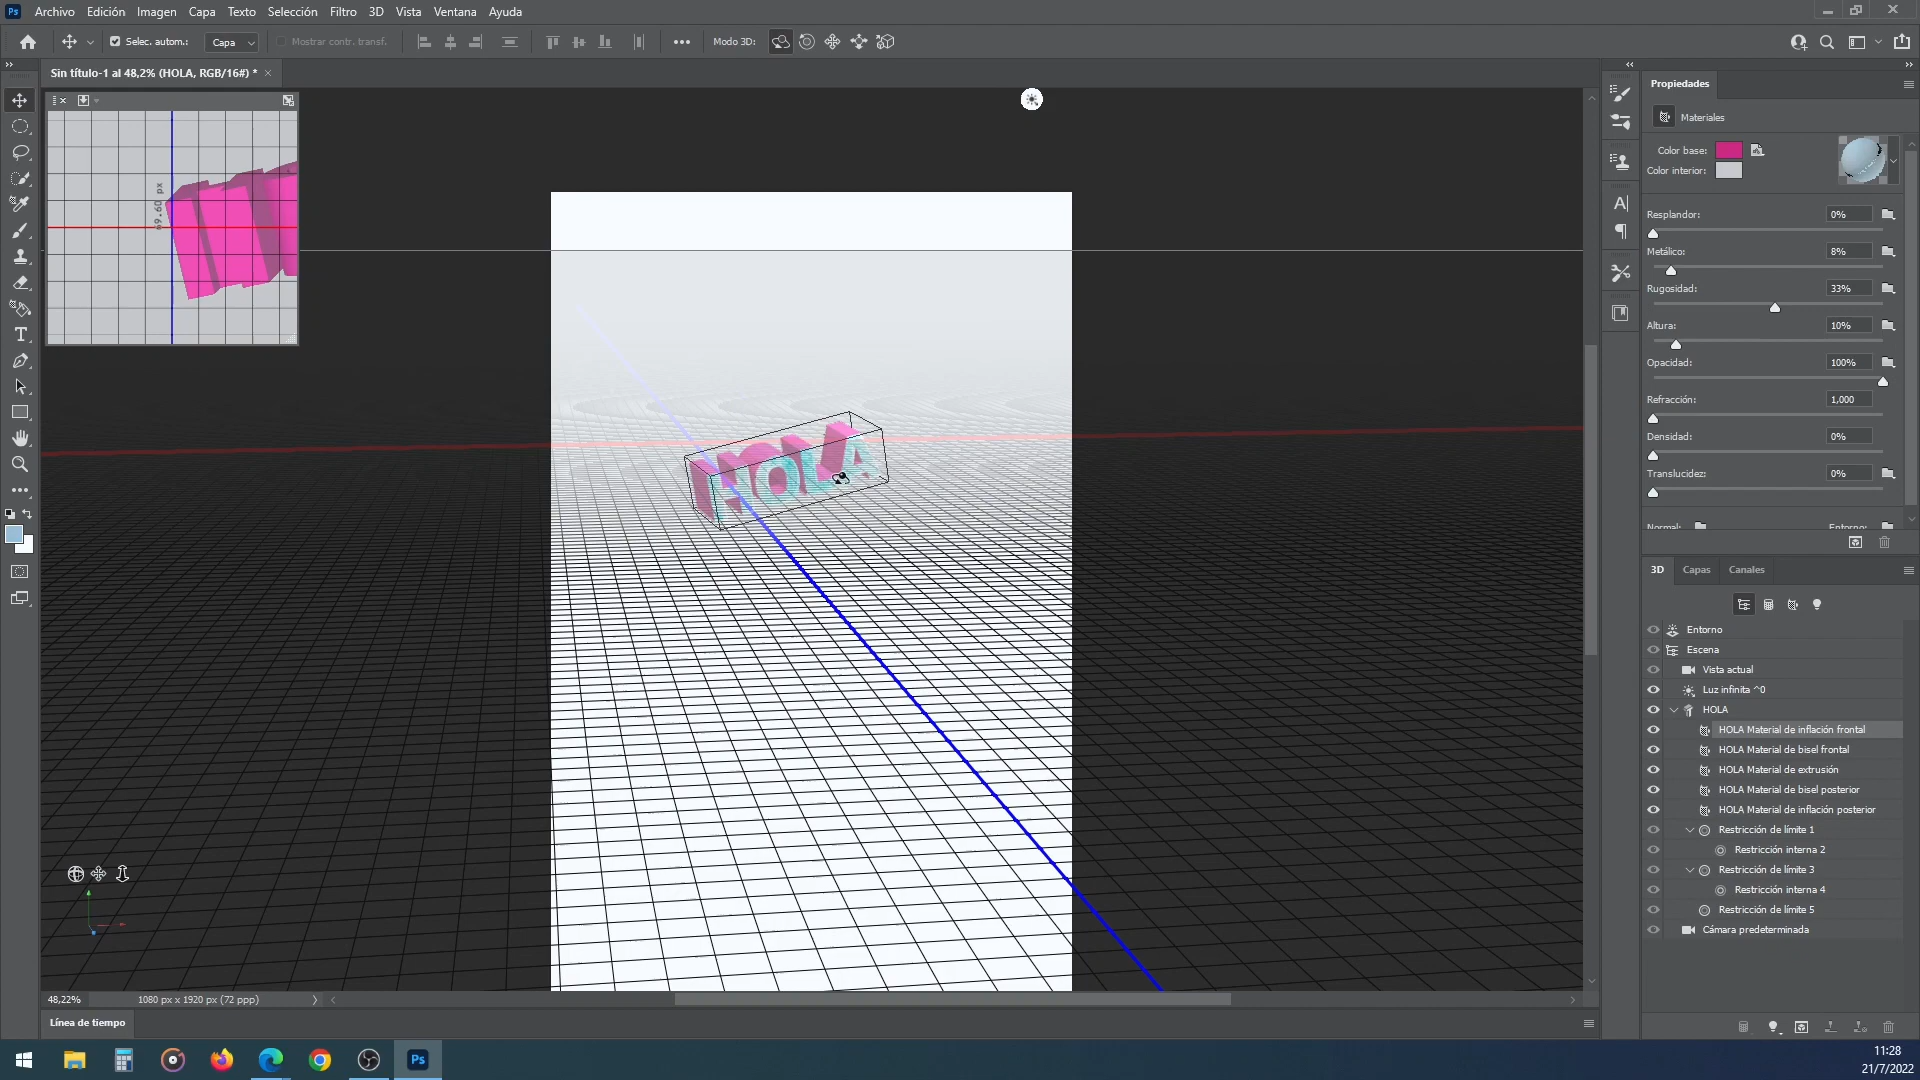 Ps Archivo Edición Imagen Capa Texto Selección Filtro 3D Vista Ventana Ayuda
Selec. autom.: Capa Mostrar contr. transf. Modo 3D:
Sin título-1 al 48,2% (HOLA, RGB/16#) *
HOLA
48,22% 1080 px x 1920 px (72 ppp)
Línea de tiempo
Propiedades
Materiales
Color base:
Color interior:
Resplandor: 0%
Metálico: 8%
Rugosidad: 33%
Altura: 10%
Opacidad: 100%
Refracción: 1,000
Densidad: 0%
Translucidez: 0%
Normal: Entorno:
3D Capas Canales
Entorno
Escena
Vista actual
Luz infinita ^0
HOLA
HOLA Material de inflación frontal
HOLA Material de bisel frontal
HOLA Material de extrusión
HOLA Material de bisel posterior
HOLA Material de inflación posterior
Restricción de límite 1
Restricción interna 2
Restricción de límite 3
Restricción interna 4
Restricción de límite 5
Cámara predeterminada
Ps
11:28
21/7/2022